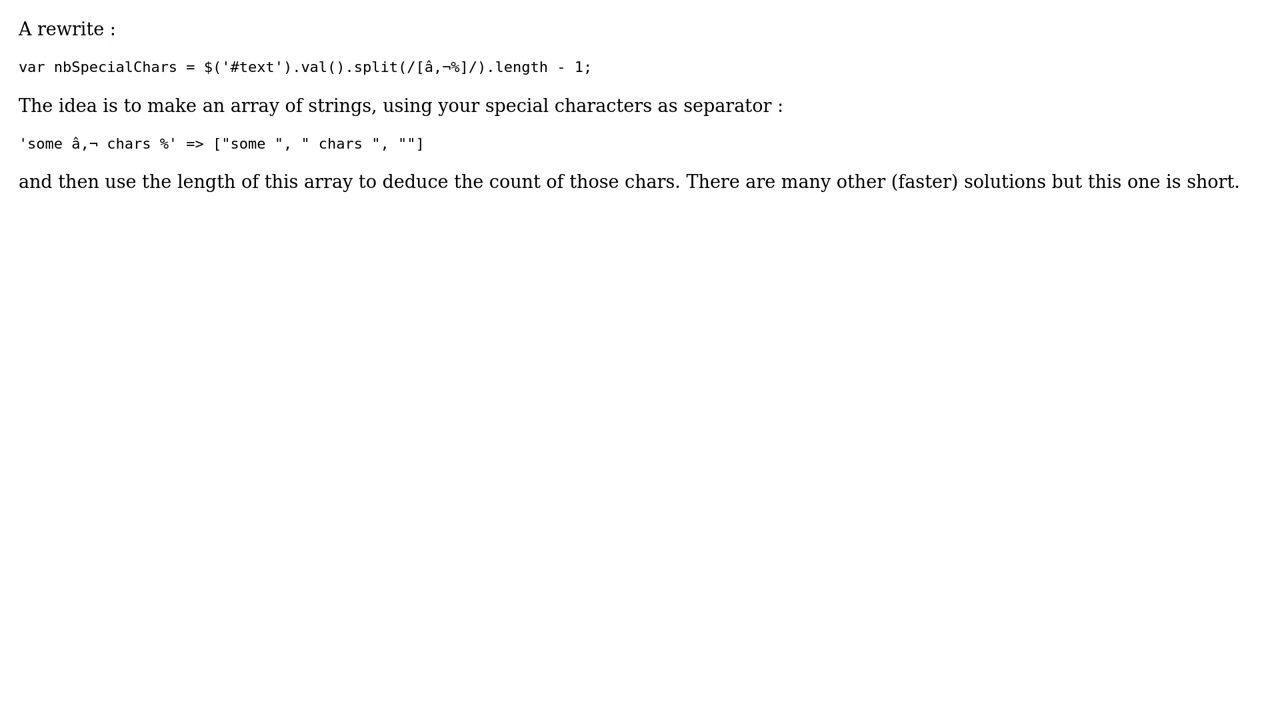 A rewrite :
var nbSpecialChars = $('#text').val().split(/[â‚¬%]/).length - 1;
The idea is to make an array of strings, using your special characters as separator :
'some â‚¬ chars %' => ["some ", " chars ", ""]
and then use the length of this array to deduce the count of those chars. There are many other (faster) solutions but this one is short.